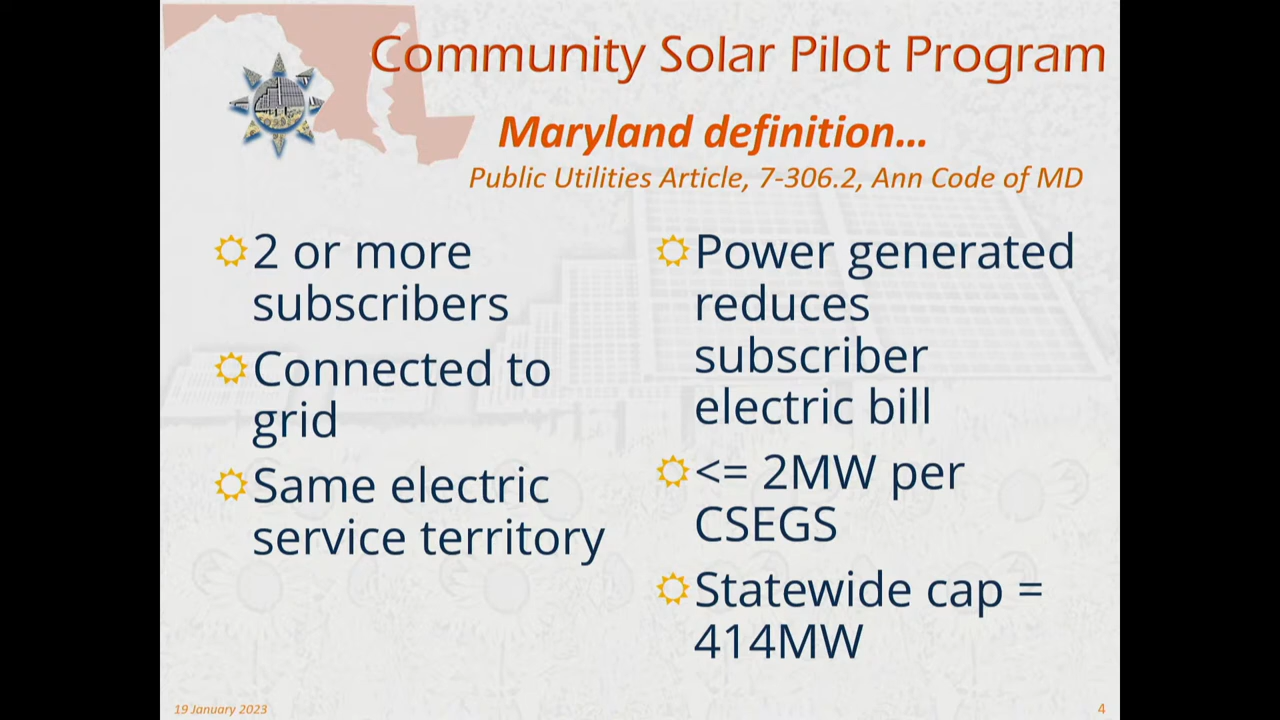 Community Solar Pilot Program
Maryland definition...
Public Utilities Article, 7-306.2, Ann Code of MD
2 or more
subscribers
Connected to
grid
Same electric
service territory
Power generated
reduces
subscriber
electric bill
<= 2MW per
CSEGS
Statewide cap =
414MW
19 January 2023
4